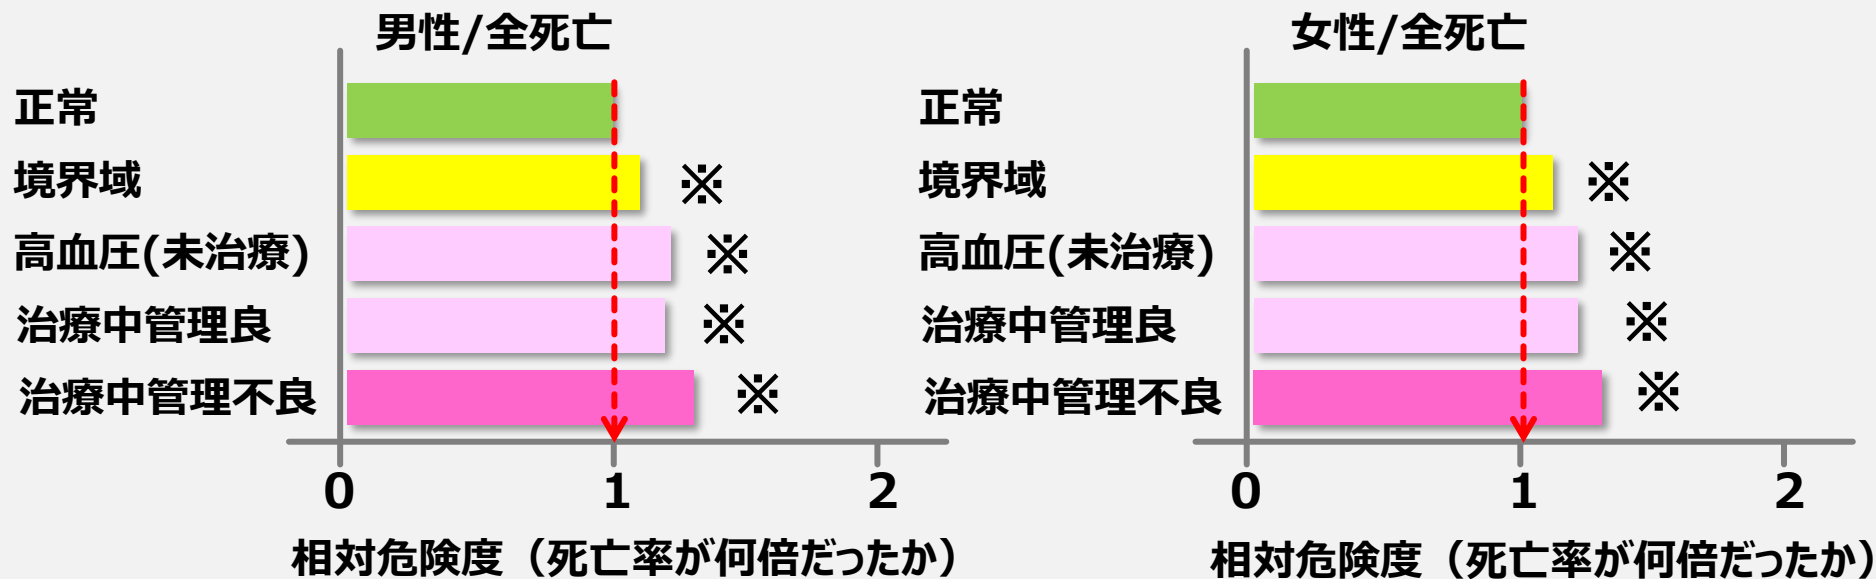 男性/全死亡
正常
境界域
※
高血圧(未治療)
※
治療中管理良
※
治療中管理不良
※
0 1 2
相対危険度（死亡率が何倍だったか）
女性/全死亡
正常
境界域
※
高血圧(未治療)
※
治療中管理良
※
治療中管理不良
※
0 1 2
相対危険度（死亡率が何倍だったか）